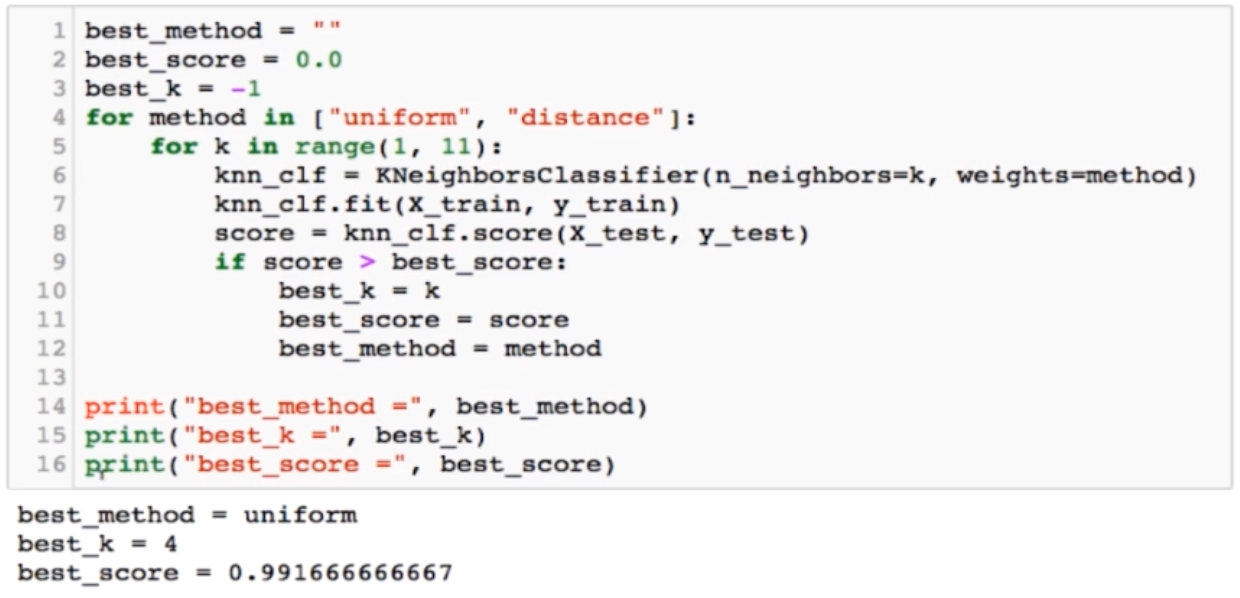 1 best_method = ""
2 best_score = 0.0
3 best_k = -1
4 for method in ["uniform", "distance"]:
5     for k in range(1, 11):
6         knn_clf = KNeighborsClassifier(n_neighbors=k, weights=method)
7         knn_clf.fit(X_train, y_train)
8         score = knn_clf.score(X_test, y_test)
9         if score > best_score:
10             best_k = k
11             best_score = score
12             best_method = method
13
14 print("best_method =", best_method)
15 print("best_k =", best_k)
16 print("best_score =", best_score)
best_method = uniform
best_k = 4
best_score = 0.991666666667